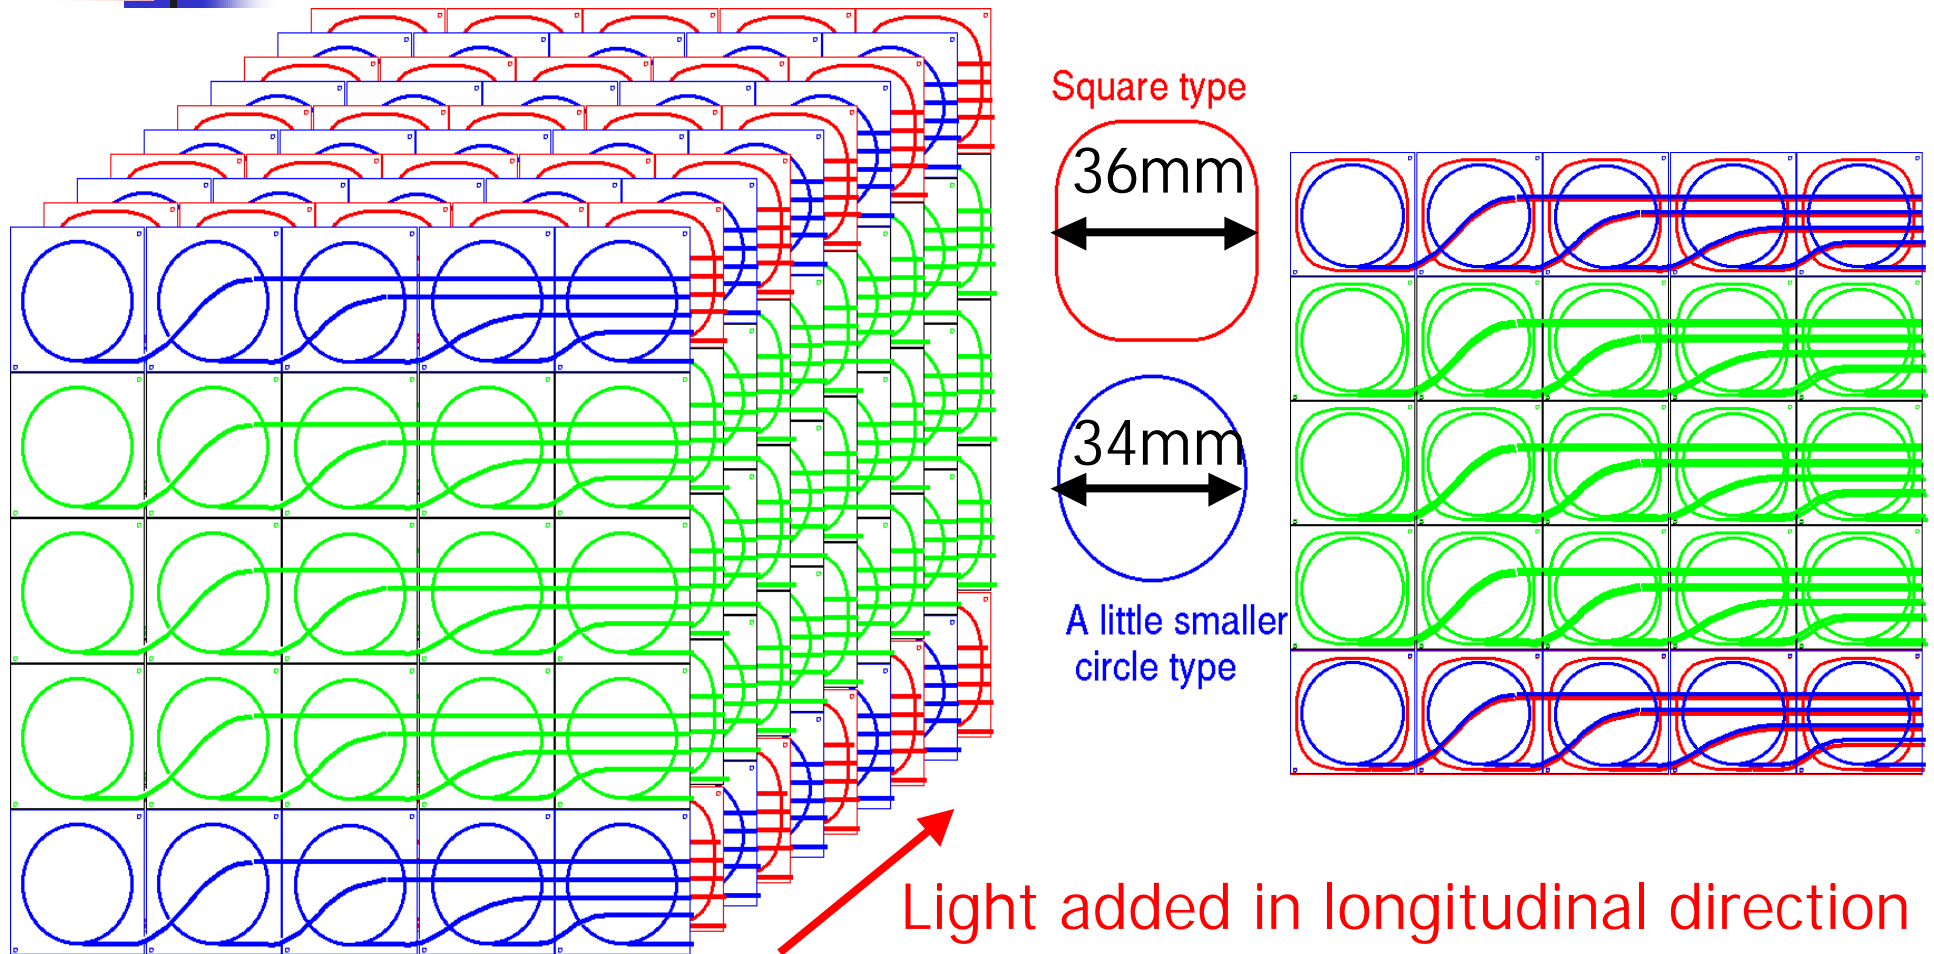 Square type
36mm
34mm
A little smaller
circle type
Light added in longitudinal direction